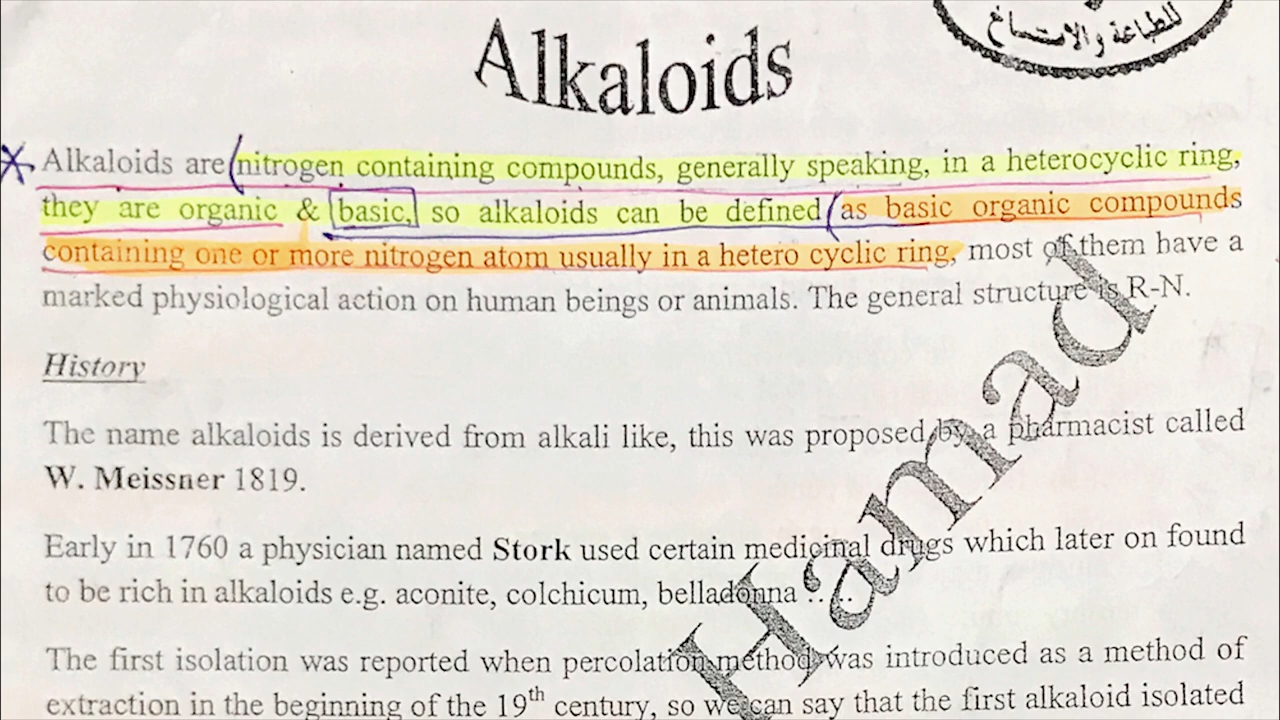 للطباعة والاستنساخ
Alkaloids
Alkaloids are nitrogen containing compounds, generally speaking, in a heterocyclic ring,
they are organic & basic, so alkaloids can be defined as basic organic compounds
containing one or more nitrogen atom usually in a hetero cyclic ring, most of them have a
marked physiological action on human beings or animals. The general structure is R-N.
History
The name alkaloids is derived from alkali like, this was proposed by a pharmacist called
W. Meissner 1819.
Early in 1760 a physician named Stork used certain medicinal drugs which later on found
to be rich in alkaloids e.g. aconite, colchicum, belladonna ....
The first isolation was reported when percolation method was introduced as a method of
extraction in the beginning of the 19th century, so we can say that the first alkaloid isolated
Hamad